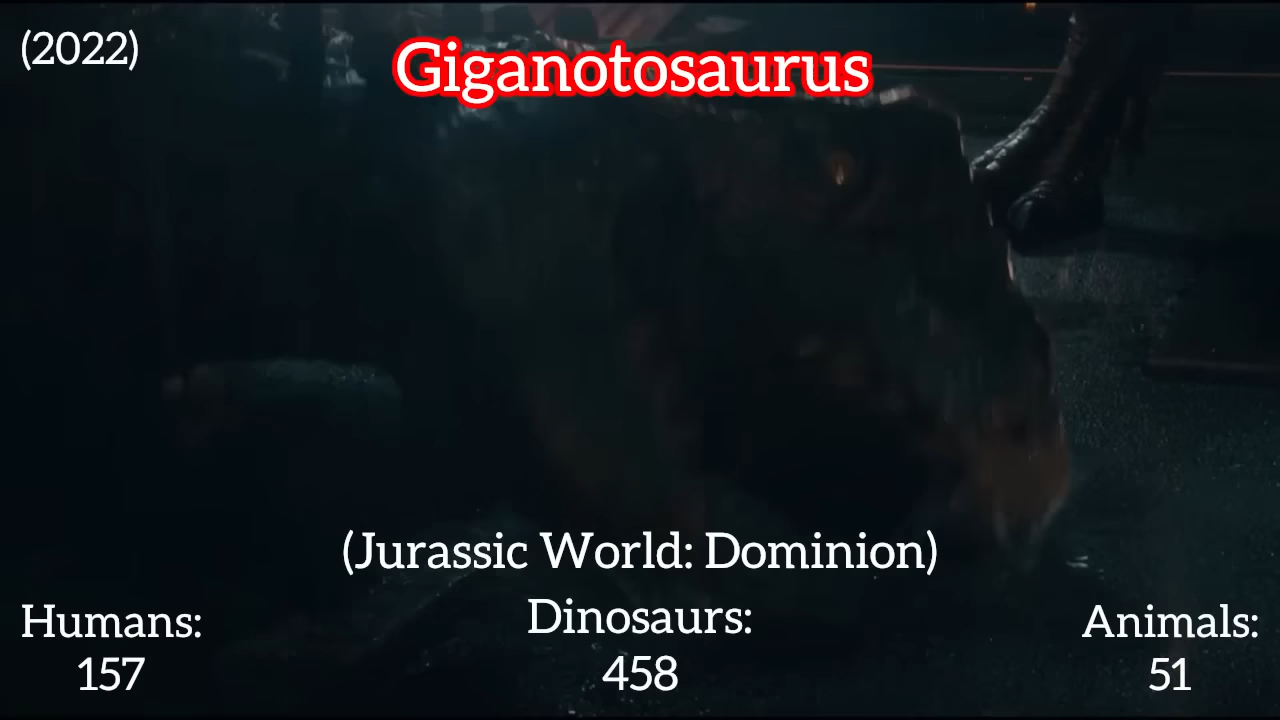 (2022)
Giganotosaurus
(Jurassic World: Dominion)
Humans:
157
Dinosaurs:
458
Animals:
51